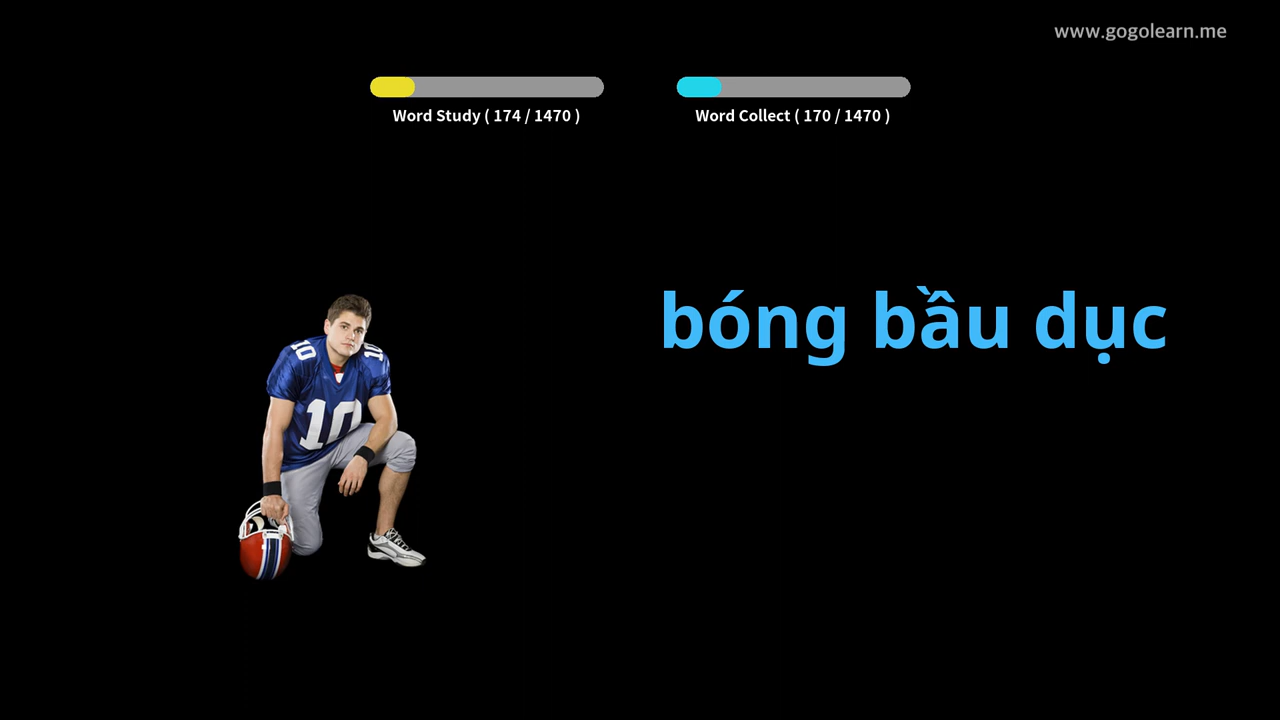 www.gogolearn.me
Word Study ( 174 / 1470 )
Word Collect ( 170 / 1470 )
bóng bầu dục
10
10
10